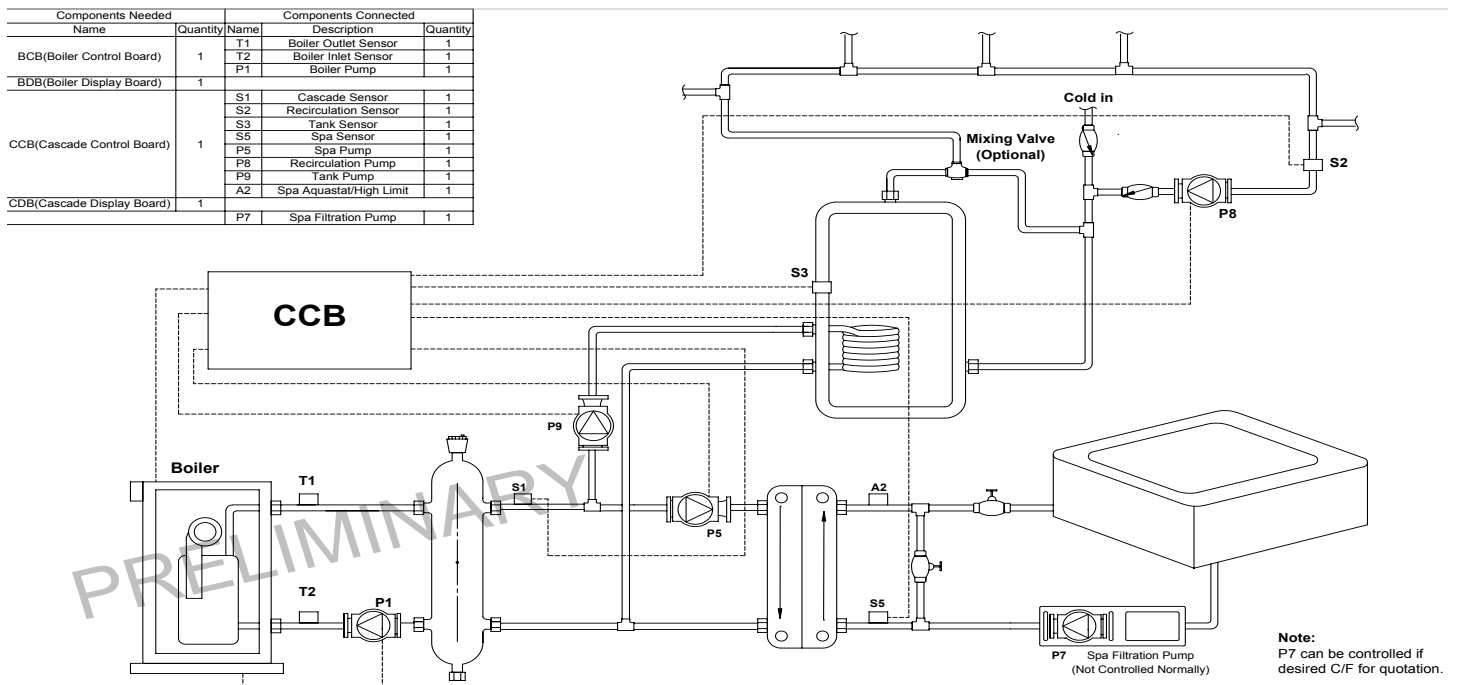 Components Needed Components Connected
Name Quantity Name Description Quantity
BCB(Boiler Control Board) 1 T1 Boiler Outlet Sensor 1
T2 Boiler Inlet Sensor 1
P1 Boiler Pump 1
BDB(Boiler Display Board) 1
CCB(Cascade Control Board) 1 S1 Cascade Sensor 1
S2 Recirculation Sensor 1
S3 Tank Sensor 1
S5 Spa Sensor 1
P5 Spa Pump 1
P8 Recirculation Pump 1
P9 Tank Pump 1
A2 Spa Aquastat/High Limit 1
CDB(Cascade Display Board) 1
P7 Spa Filtration Pump 1
Cold in
Mixing Valve
(Optional)
S2
P8
S3
CCB
P9
Boiler
T1
S1
A2
P5
PRELIMINARY
T2
P1
S5
P7 Spa Filtration Pump
(Not Controlled Normally)
Note:
P7 can be controlled if
desired C/F for quotation.